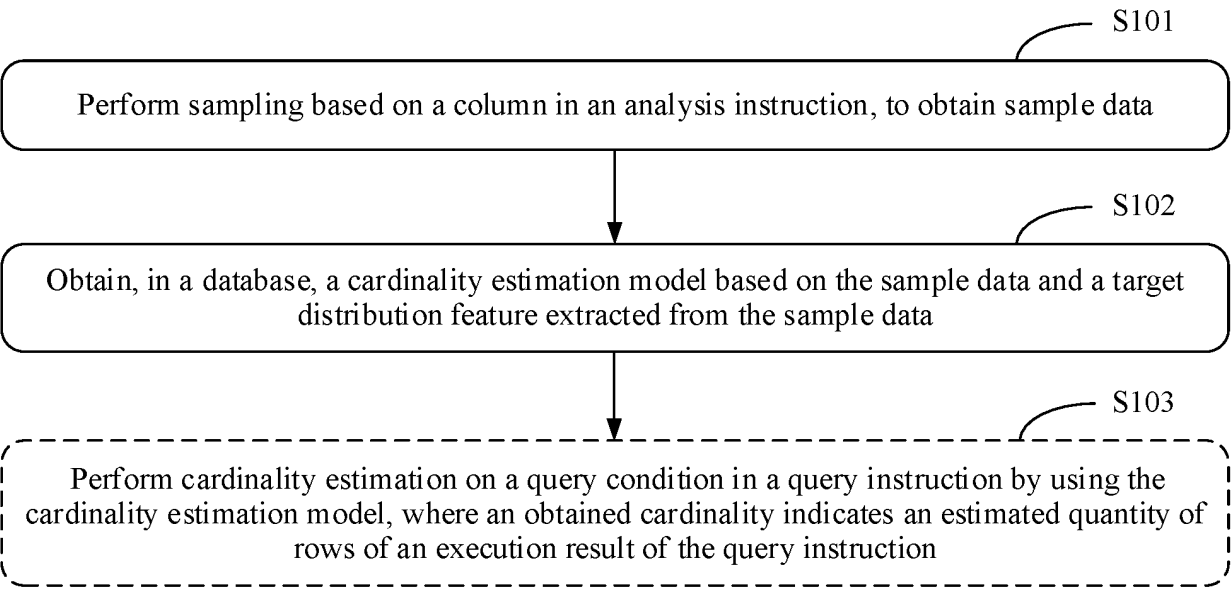 S101
Perform sampling based on a column in an analysis instruction, to obtain sample data
S102
Obtain, in a database, a cardinality estimation model based on the sample data and a target
distribution feature extracted from the sample data
S103
Perform cardinality estimation on a query condition in a query instruction by using the
cardinality estimation model, where an obtained cardinality indicates an estimated quantity of
rows of an execution result of the query instruction